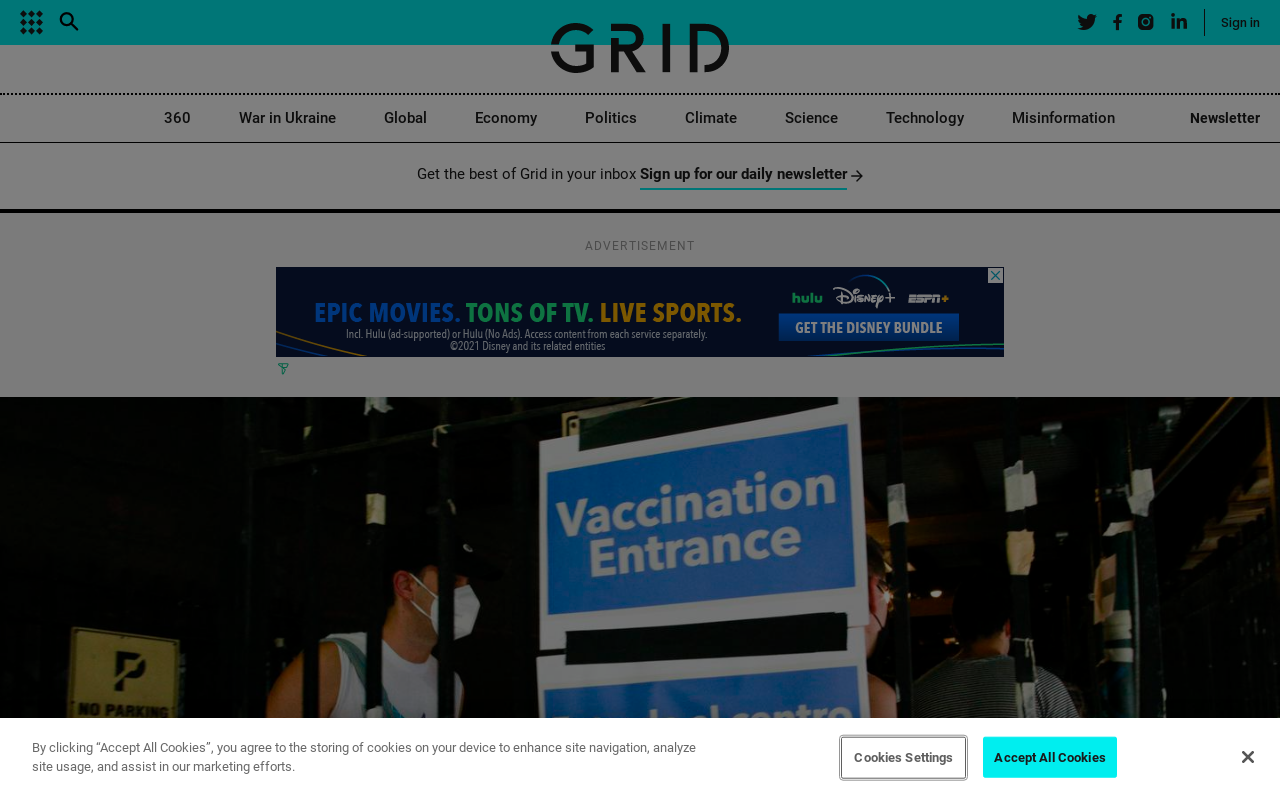 Sign in
GRID
360
War in Ukraine
Global
Economy
Politics
Climate
Science
Technology
Misinformation
Newsletter
Get the best of Grid in your inbox Sign up for our daily newsletter
ADVERTISEMENT
EPIC MOVIES. TONS OF TV. LIVE SPORTS.
Incl. Hulu (ad-supported) or Hulu (No Ads). Access content from each service separately.
©2021 Disney and its related entities
hulu Disney+ ESPN+
GET THE DISNEY BUNDLE
Vaccination
Entrance
P
NO PARKING
Entrada al centro
By clicking “Accept All Cookies”, you agree to the storing of cookies on your device to enhance site navigation, analyze
site usage, and assist in our marketing efforts.
Cookies Settings
Accept All Cookies